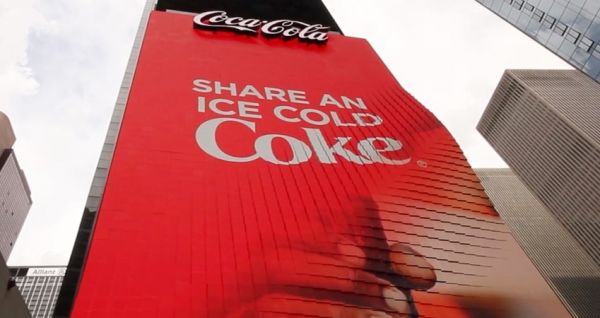 Coca-Cola
SHARE AN
ICE COLD
Coke®
Allianz